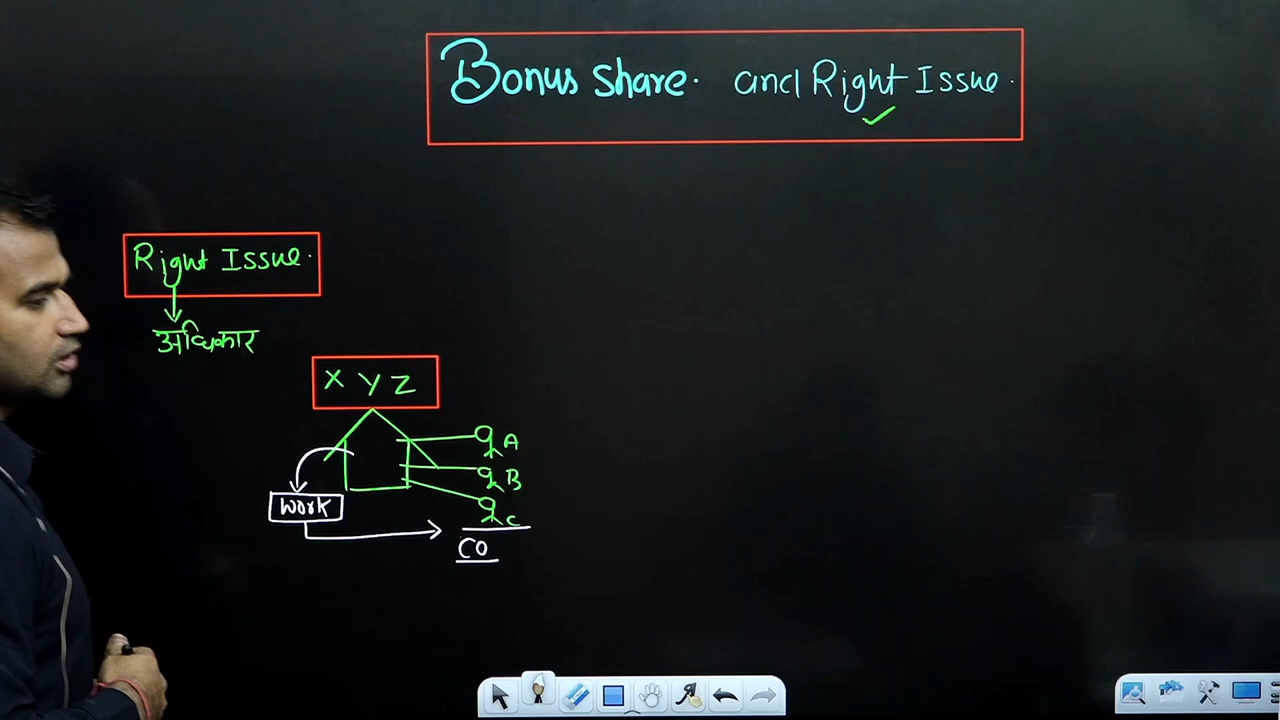 Bonus Share. and Right Issue.
Right Issue.
अधिकार
X Y Z
A
B
Work
C
CO